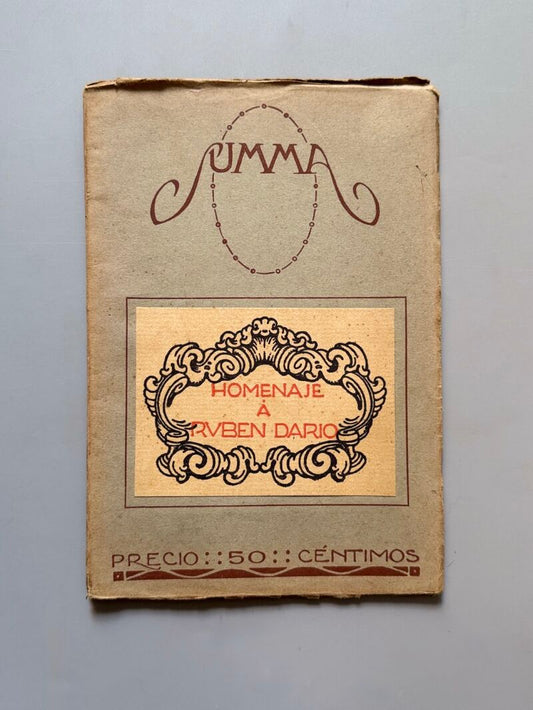 SUMMA
HOMENAJE
À
RVBEN DARIO
PRECIO :: 50 :: CÉNTIMOS